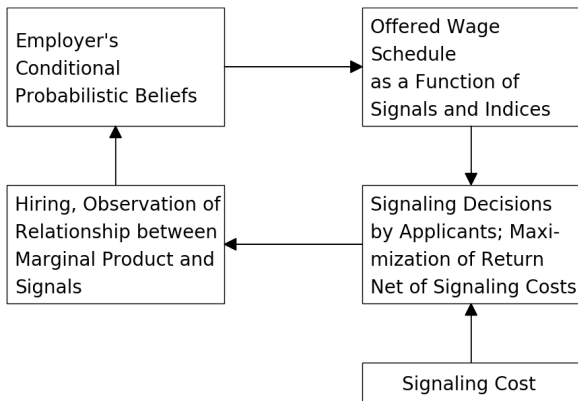 Employer's
Conditional
Probabilistic Beliefs
Offered Wage
Schedule
as a Function of
Signals and Indices
Hiring, Observation of
Relationship between
Marginal Product and
Signals
Signaling Decisions
by Applicants; Maxi-
mization of Return
Net of Signaling Costs
Signaling Cost